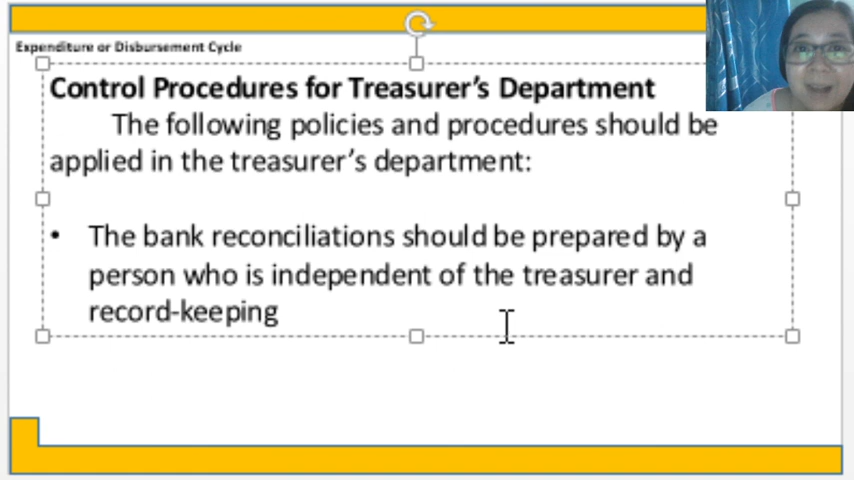 Expenditure or Disbursement Cycle
Control Procedures for Treasurer’s Department
The following policies and procedures should be
applied in the treasurer’s department:
• The bank reconciliations should be prepared by a
person who is independent of the treasurer and
record-keeping